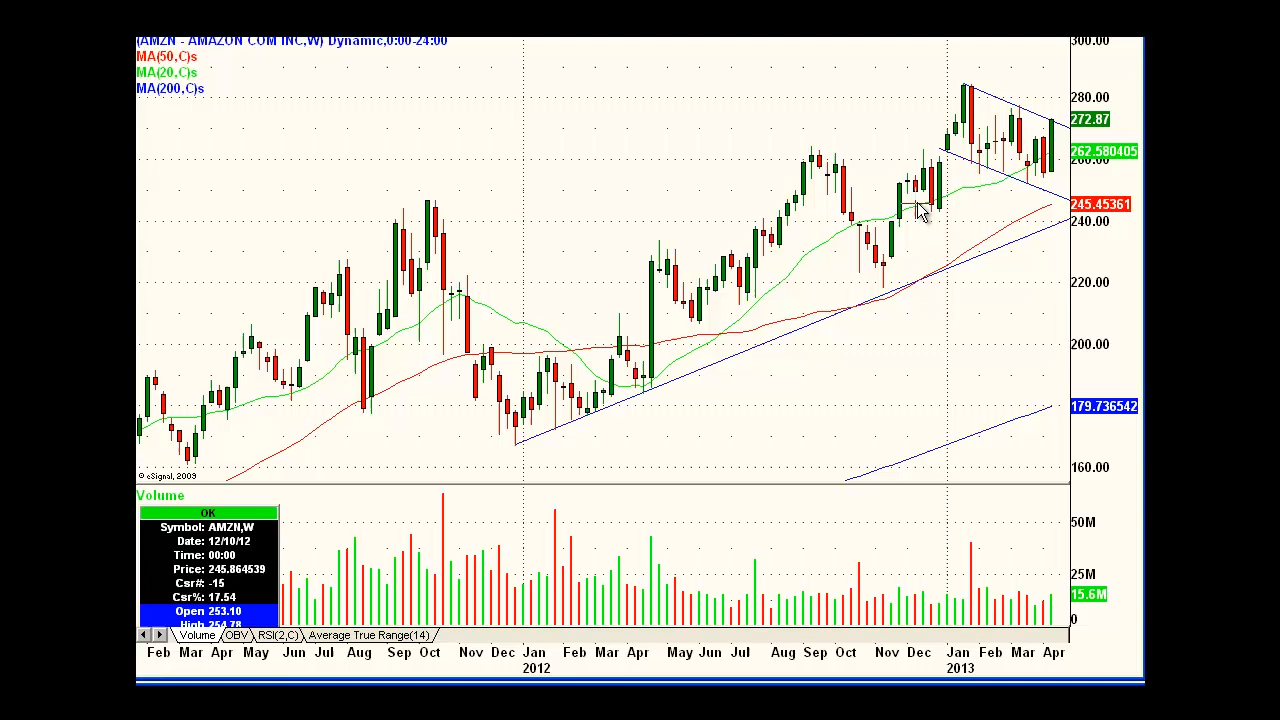 (AMZN - AMAZON COM INC,W) Dynamic,0:00-24:00
MA(50,C)s
MA(20,C)s
MA(200,C)s
300.00
280.00
272.87
262.580405
260.00
245.45361
240.00
220.00
200.00
179.736542
160.00
© eSignal, 2009
Volume
OK
Symbol: AMZN,W
Date: 12/10/12
Time: 00:00
Price: 245.864539
Csr#: -15
Csr%: 17.54
Open 253.10
High 254.78
50M
25M
15.6M
0
Volume OBV RSI(2,C) Average True Range(14)
Feb Mar Apr May Jun Jul Aug Sep Oct Nov Dec Jan Feb Mar Apr May Jun Jul Aug Sep Oct Nov Dec Jan Feb Mar Apr
2012 2013